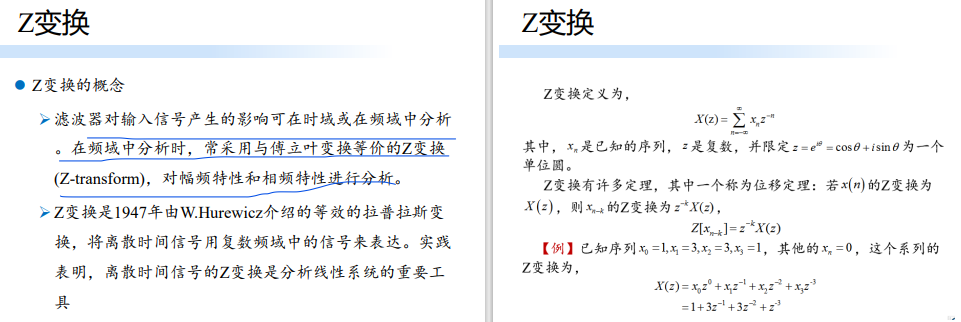 Z变换
● Z变换的概念
➢滤波器对输入信号产生的影响可在时域或在频域中分析
。在频域中分析时，常采用与傅立叶变换等价的Z变换
(Z-transform)，对幅频特性和相频特性进行分析。
➢Z变换是1947年由W.Hurewicz介绍的等效的拉普拉斯变
换，将离散时间信号用复数频域中的信号来表达。实践
表明，离散时间信号的Z变换是分析线性系统的重要工
具
Z变换
Z变换定义为，
X(z) = ∑_{n=-∞}^{∞} x_n z^{-n}
其中，x_n 是已知的序列，z 是复数，并限定 z = e^{iθ} = cosθ + i sinθ 为一个
单位圆。
Z变换有许多定理，其中一个称为位移定理：若 x(n) 的Z变换为
X(z)，则 x_{n-k} 的Z变换为 z^{-k}X(z)，
Z[x_{n-k}] = z^{-k}X(z)
【例】已知序列 x_0 = 1, x_1 = 3, x_2 = 3, x_3 = 1，其他的 x_n = 0，这个系列的
Z变换为，
X(z) = x_0z^0 + x_1z^{-1} + x_2z^{-2} + x_3z^{-3}
= 1 + 3z^{-1} + 3z^{-2} + z^{-3}